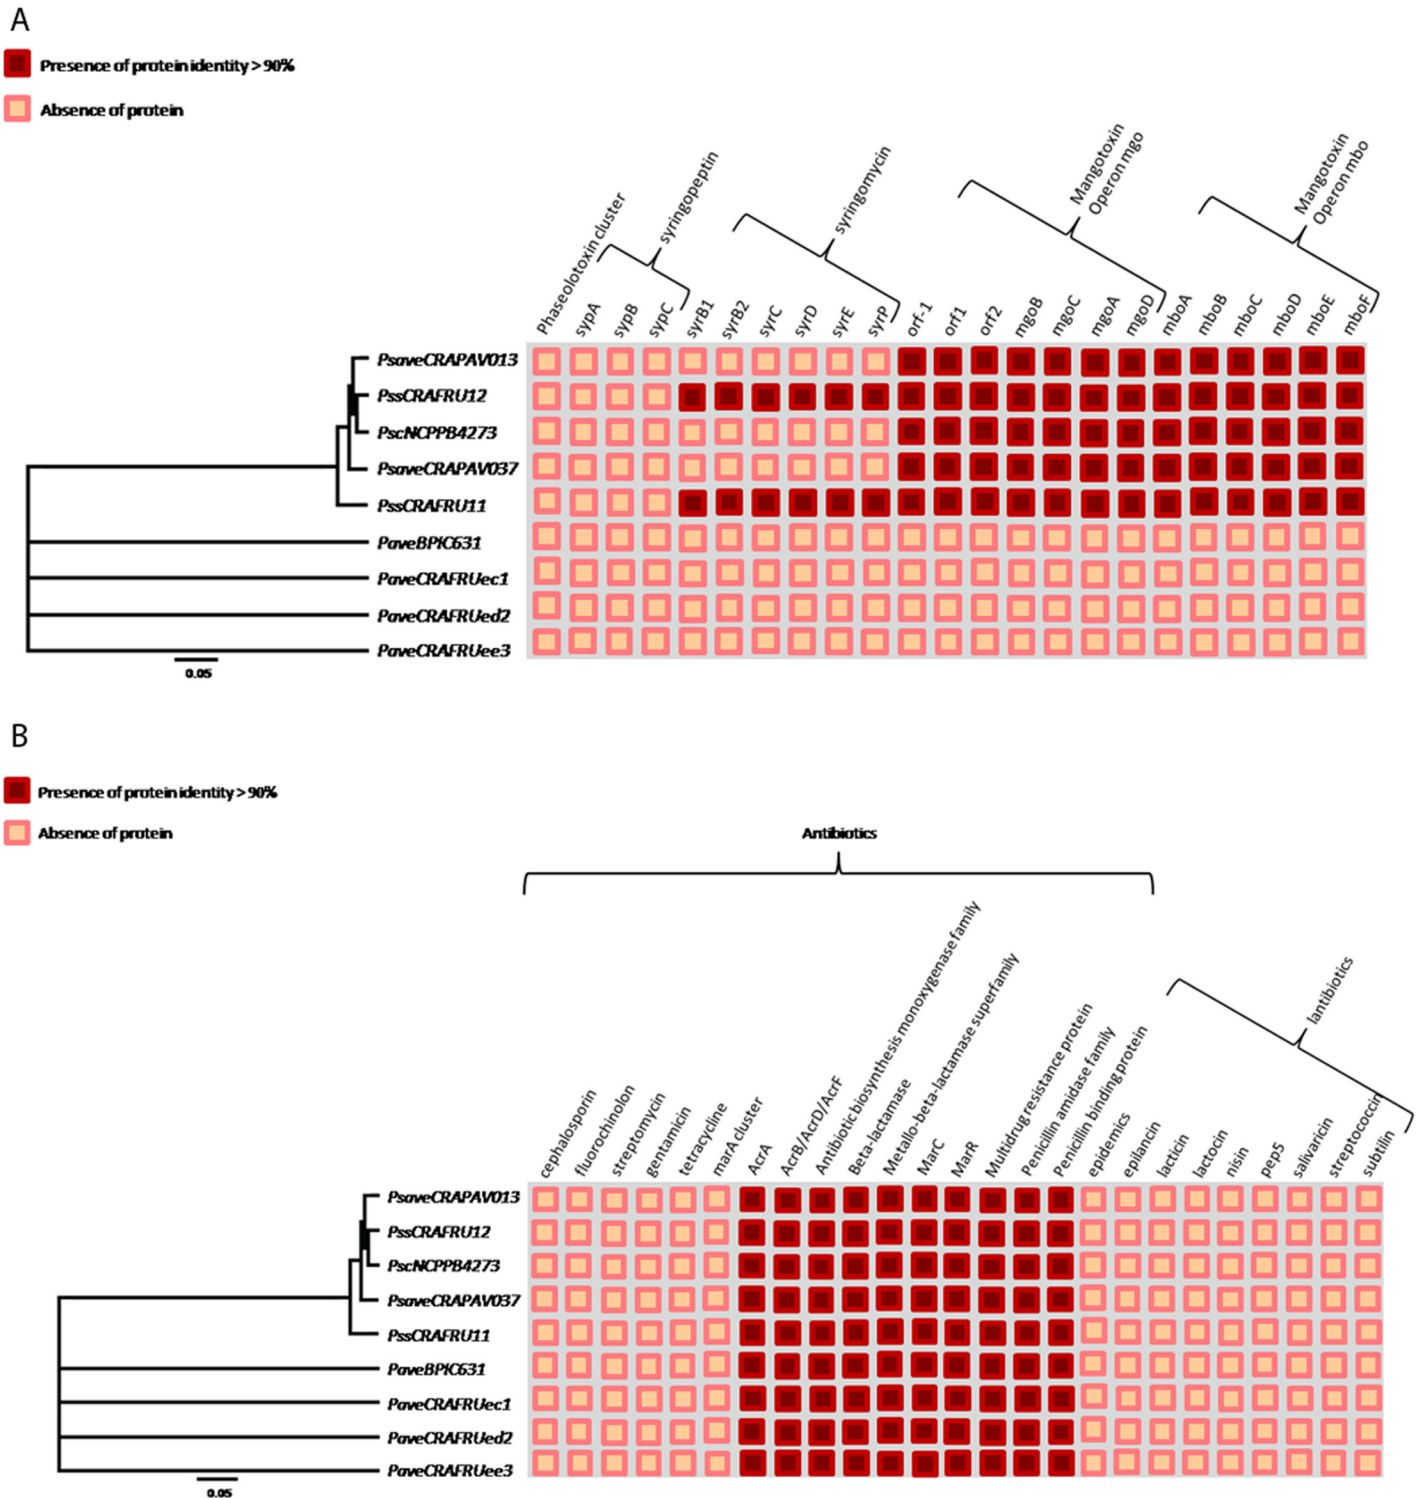 A
Presence of protein identity > 90%
Absence of protein
Phaseolotoxin cluster
syringopeptin
syringomycin
Mangotoxin
Operon mgo
Mangotoxin
Operon mbo
sypA
sypB
sypC
syrB1
syrB2
syrC
syrD
syrE
syrP
orf-1
orf1
orf2
mgoB
mgoC
mgoA
mgoD
mboA
mboB
mboC
mboD
mboE
mboF
PsaveCRAPAV013
PssCRAFRU12
PscNCPPB4273
PsaveCRAPAV037
PssCRAFRU11
PaveBPIC631
PaveCRAFRUec1
PaveCRAFRUed2
PaveCRAFRUee3
0.05
B
Presence of protein identity > 90%
Absence of protein
Antibiotics
lantibiotics
cephalosporin
fluorochinolon
streptomycin
gentamicin
tetracycline
marA cluster
AcrA
AcrB/AcrD/AcrF
Antibiotic biosynthesis monoxygenase family
Beta-lactamase
Metallo-beta-lactamase superfamily
MarC
MarR
Multidrug resistance protein
Penicillin amidase family
Penicillin binding protein
epidemics
epilancin
lacticin
lactocin
nisin
pep5
salivaricin
streptococcin
subtilin
PsaveCRAPAV013
PssCRAFRU12
PscNCPPB4273
PsaveCRAPAV037
PssCRAFRU11
PaveBPIC631
PaveCRAFRUec1
PaveCRAFRUed2
PaveCRAFRUee3
0.05